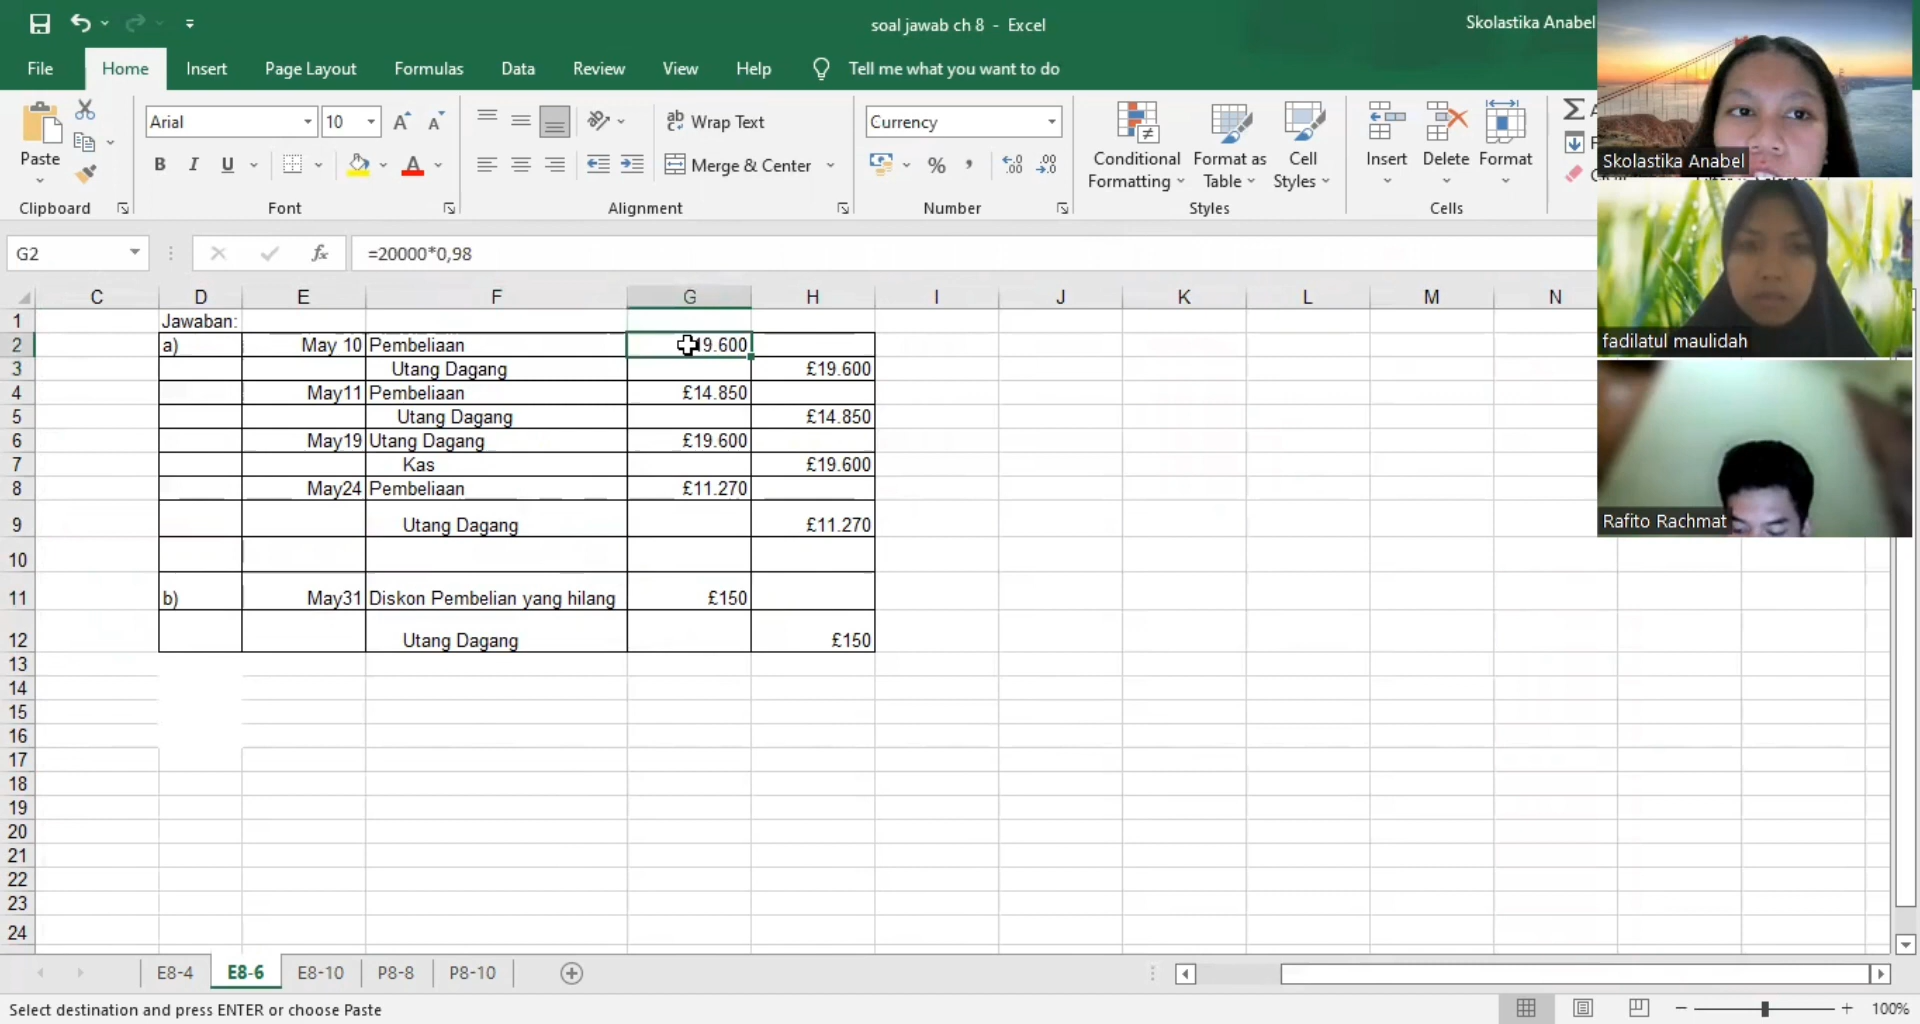 soal jawab ch 8 - Excel
Skolastika Anabel
File Home Insert Page Layout Formulas Data Review View Help Tell me what you want to do
Arial 10
Wrap Text
Currency
Paste
B I U
Merge & Center
%
Conditional Formatting
Format as Table
Cell Styles
Insert Delete Format
Clipboard Font Alignment Number Styles Cells
Skolastika Anabel
G2 fx =20000*0,98
C D E F G H I J K L M N
1 Jawaban:
2 a) May 10 Pembeliaan 19.600
fadilatul maulidah
3 Utang Dagang £19.600
4 May11 Pembeliaan £14.850
5 Utang Dagang £14.850
6 May19 Utang Dagang £19.600
7 Kas £19.600
8 May24 Pembeliaan £11.270
9 Utang Dagang £11.270
Rafito Rachmat
10
11 b) May31 Diskon Pembelian yang hilang £150
12 Utang Dagang £150
13
14
15
16
17
18
19
20
21
22
23
24
E8-4 E8-6 E8-10 P8-8 P8-10
Select destination and press ENTER or choose Paste
100%